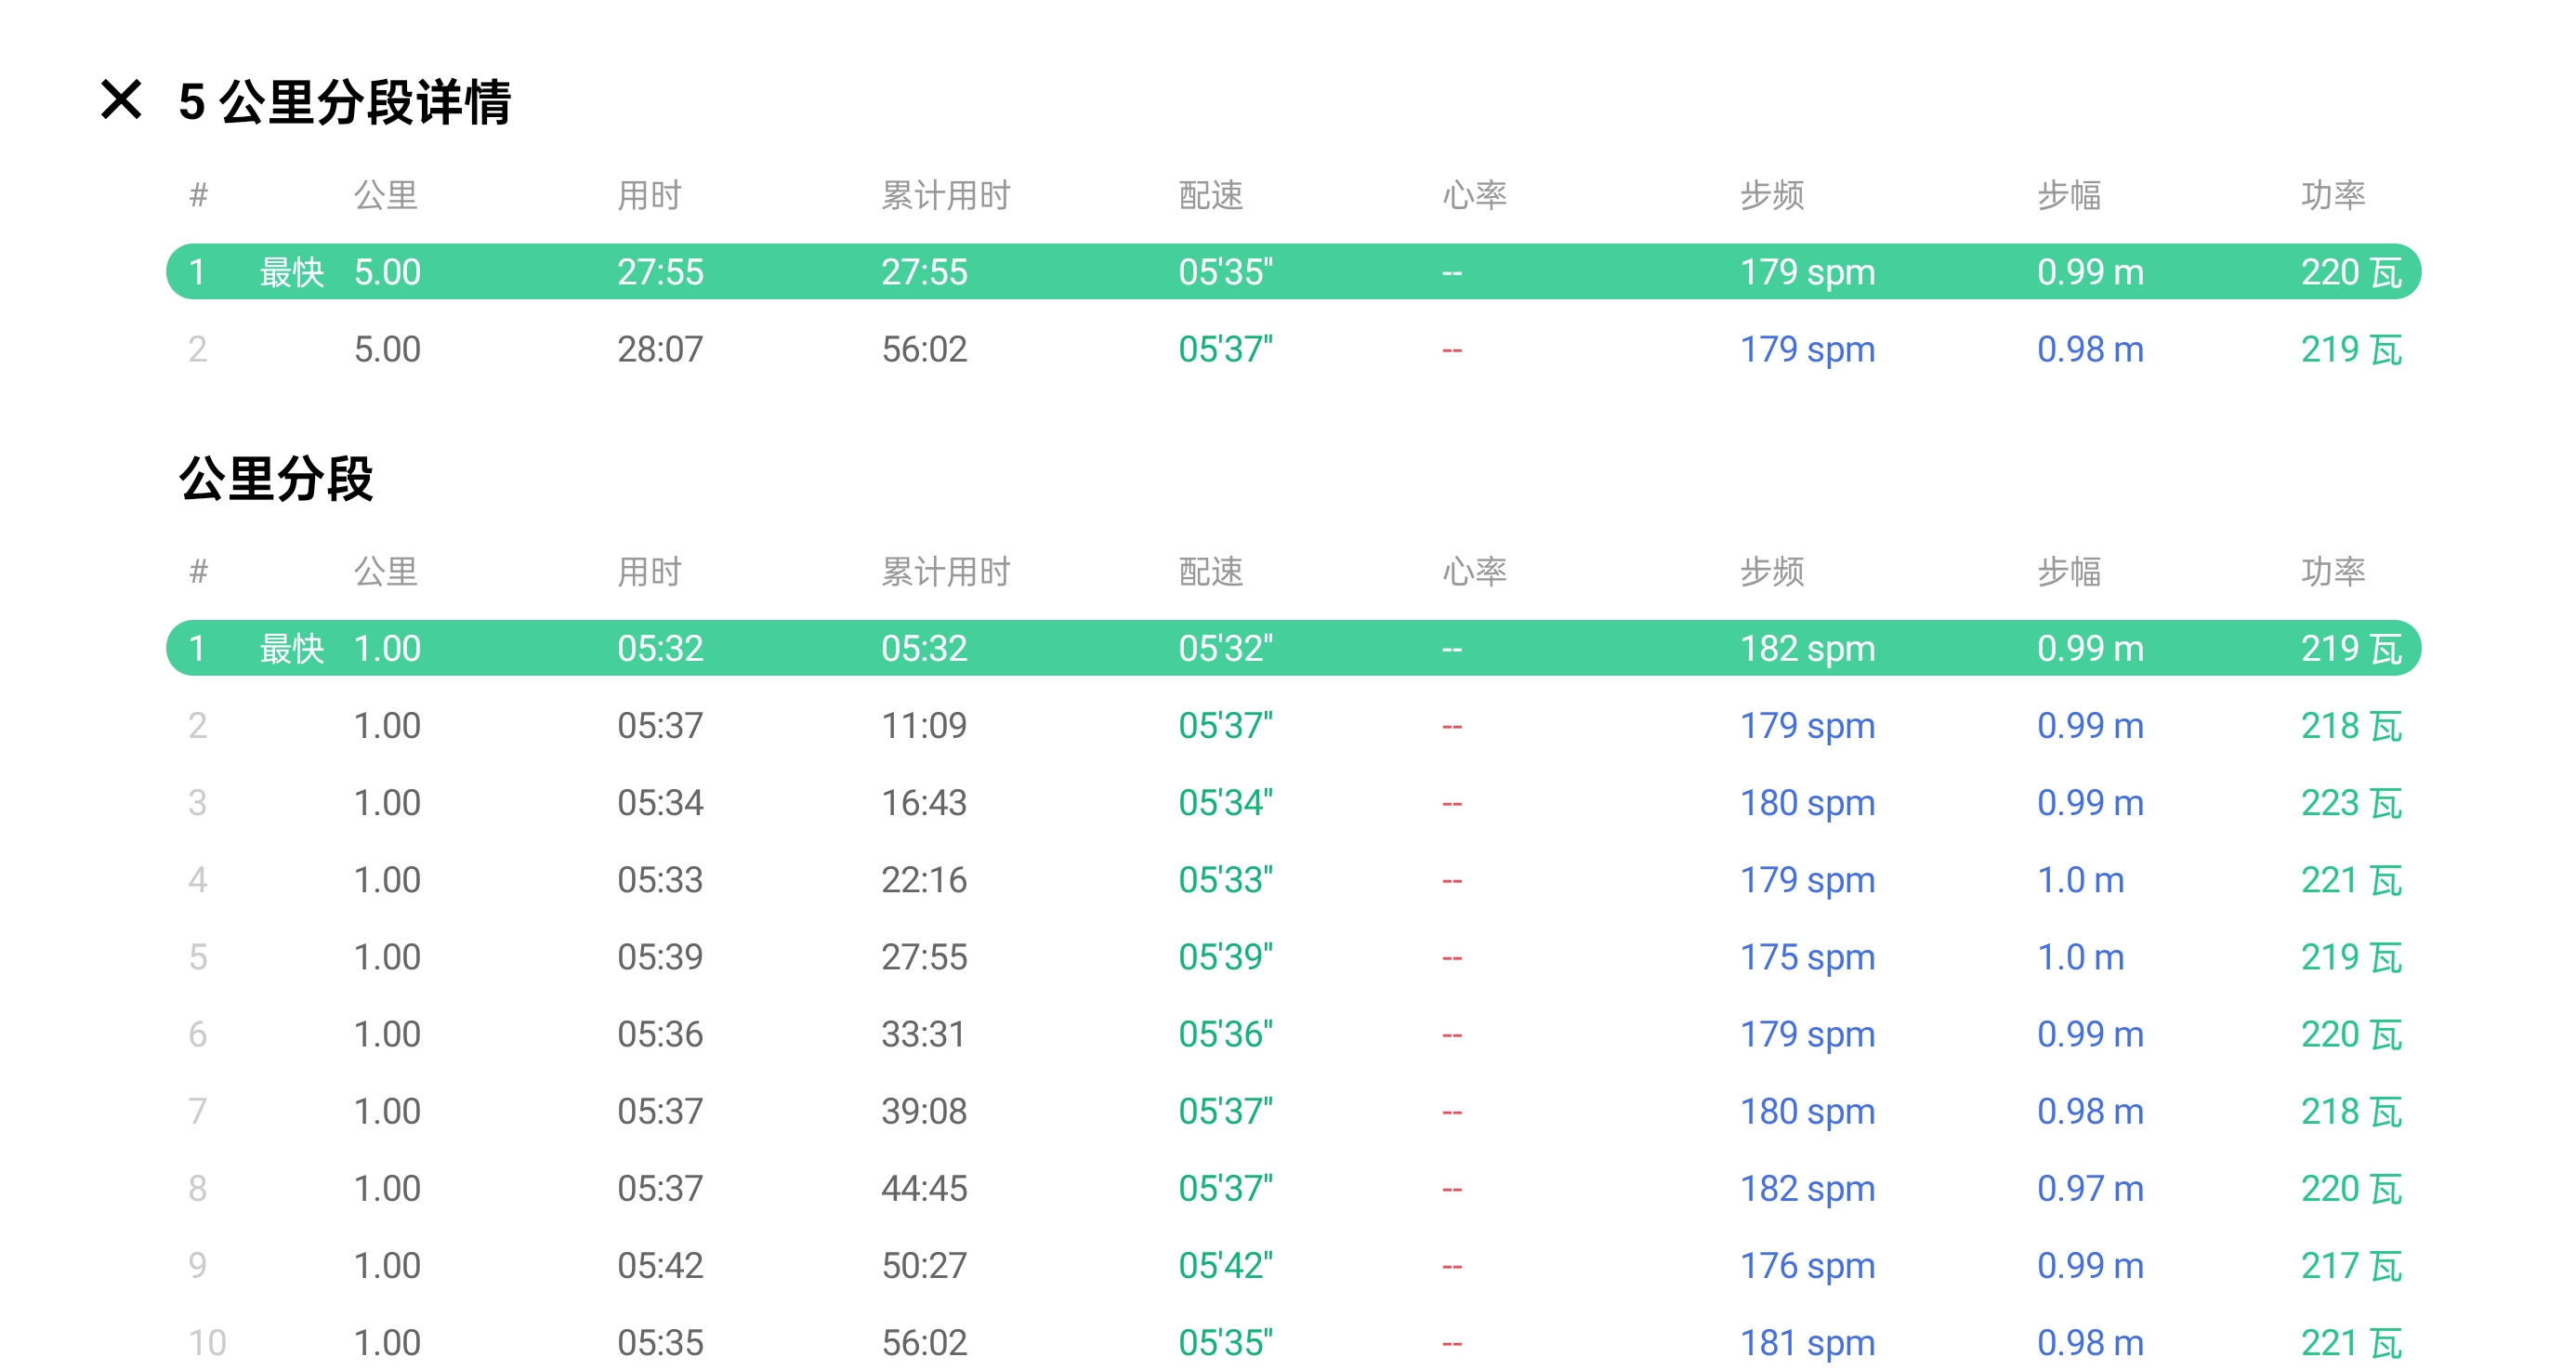 5 公里分段详情
# 公里 用时 累计用时 配速 心率 步频 步幅 功率
1 最快 5.00 27:55 27:55 05'35" -- 179 spm 0.99 m 220 瓦
2 5.00 28:07 56:02 05'37" -- 179 spm 0.98 m 219 瓦
公里分段
# 公里 用时 累计用时 配速 心率 步频 步幅 功率
1 最快 1.00 05:32 05:32 05'32" -- 182 spm 0.99 m 219 瓦
2 1.00 05:37 11:09 05'37" -- 179 spm 0.99 m 218 瓦
3 1.00 05:34 16:43 05'34" -- 180 spm 0.99 m 223 瓦
4 1.00 05:33 22:16 05'33" -- 179 spm 1.0 m 221 瓦
5 1.00 05:39 27:55 05'39" -- 175 spm 1.0 m 219 瓦
6 1.00 05:36 33:31 05'36" -- 179 spm 0.99 m 220 瓦
7 1.00 05:37 39:08 05'37" -- 180 spm 0.98 m 218 瓦
8 1.00 05:37 44:45 05'37" -- 182 spm 0.97 m 220 瓦
9 1.00 05:42 50:27 05'42" -- 176 spm 0.99 m 217 瓦
10 1.00 05:35 56:02 05'35" -- 181 spm 0.98 m 221 瓦